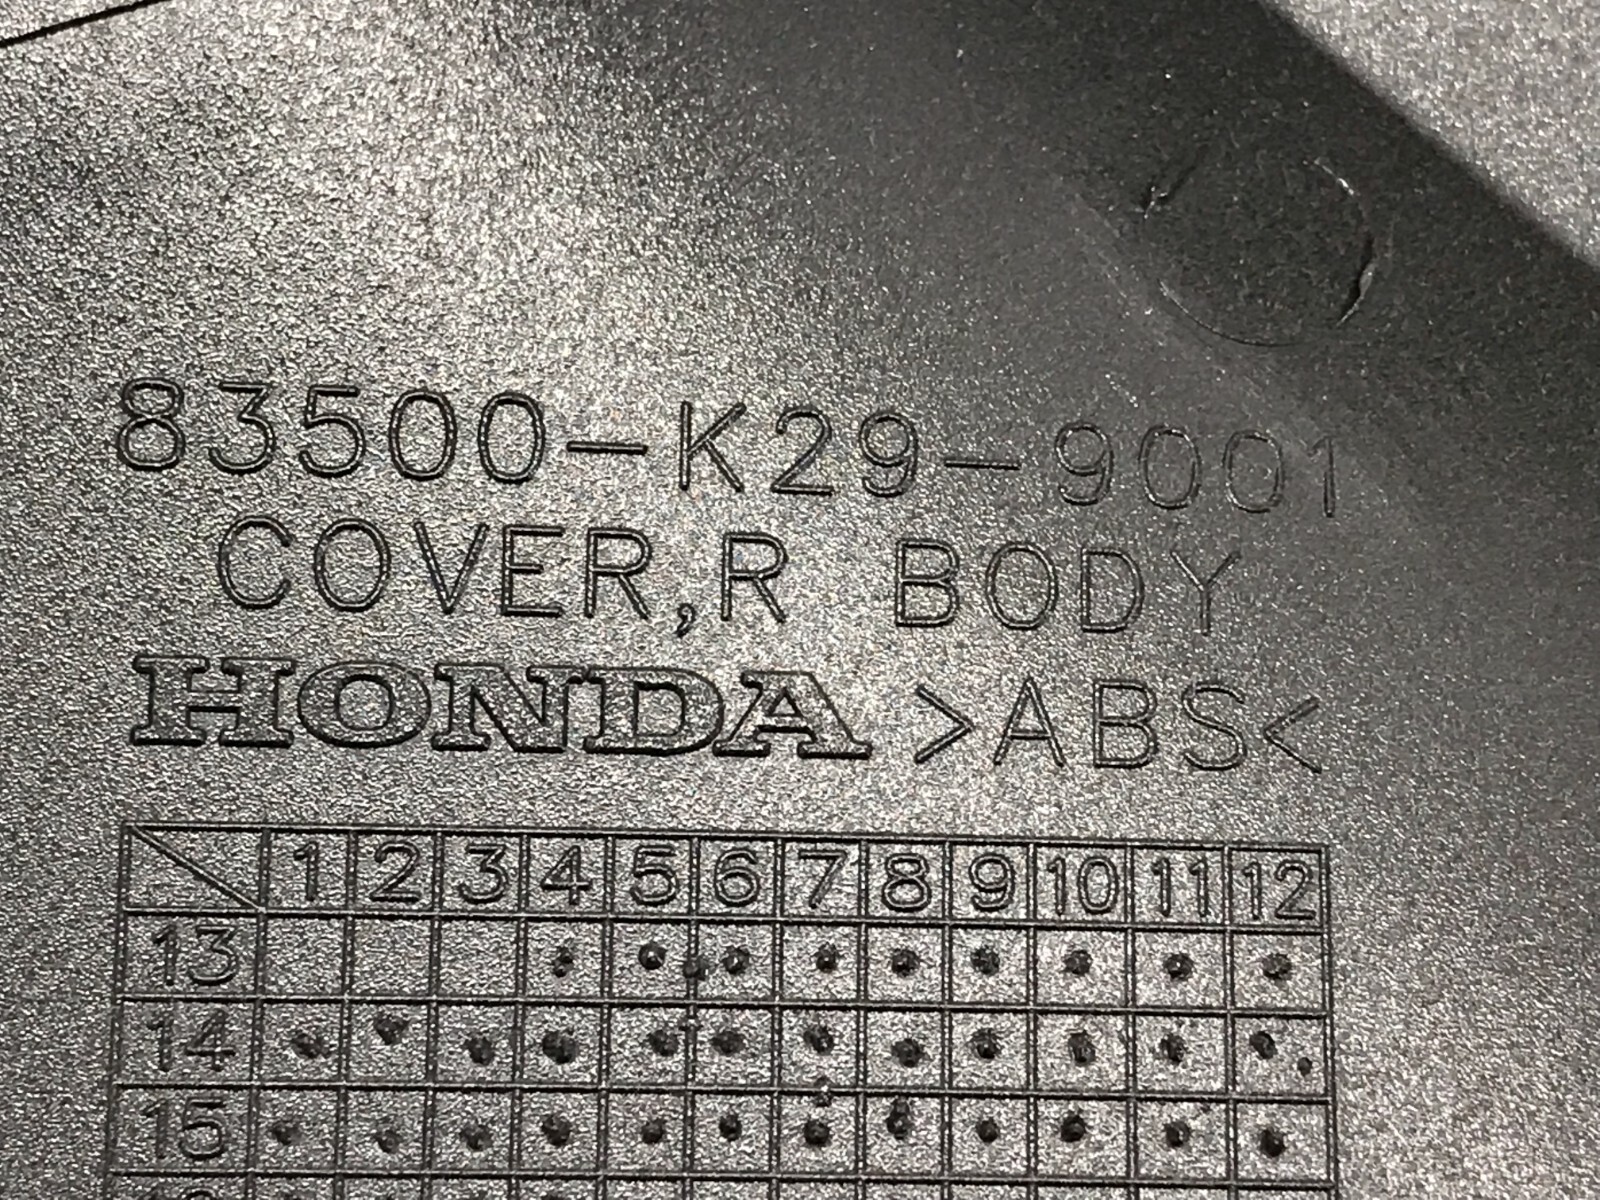 83500-K29-9001
COVER,R BODY
HONDA >ABS<
1 2 3 4 5 6 7 8 9 10 11 12
13
14
15